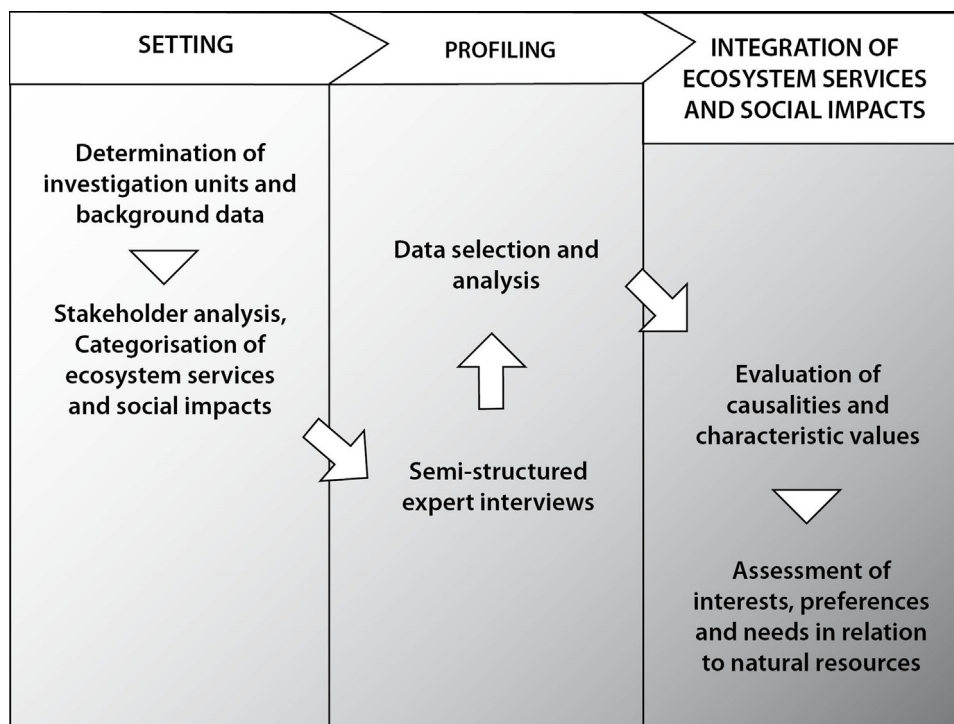 SETTING
PROFILING
INTEGRATION OF
ECOSYSTEM SERVICES
AND SOCIAL IMPACTS
Determination of
investigation units and
background data
Stakeholder analysis,
Categorisation of
ecosystem services
and social impacts
Data selection and
analysis
Semi-structured
expert interviews
Evaluation of
causalities and
characteristic values
Assessment of
interests, preferences
and needs in relation
to natural resources